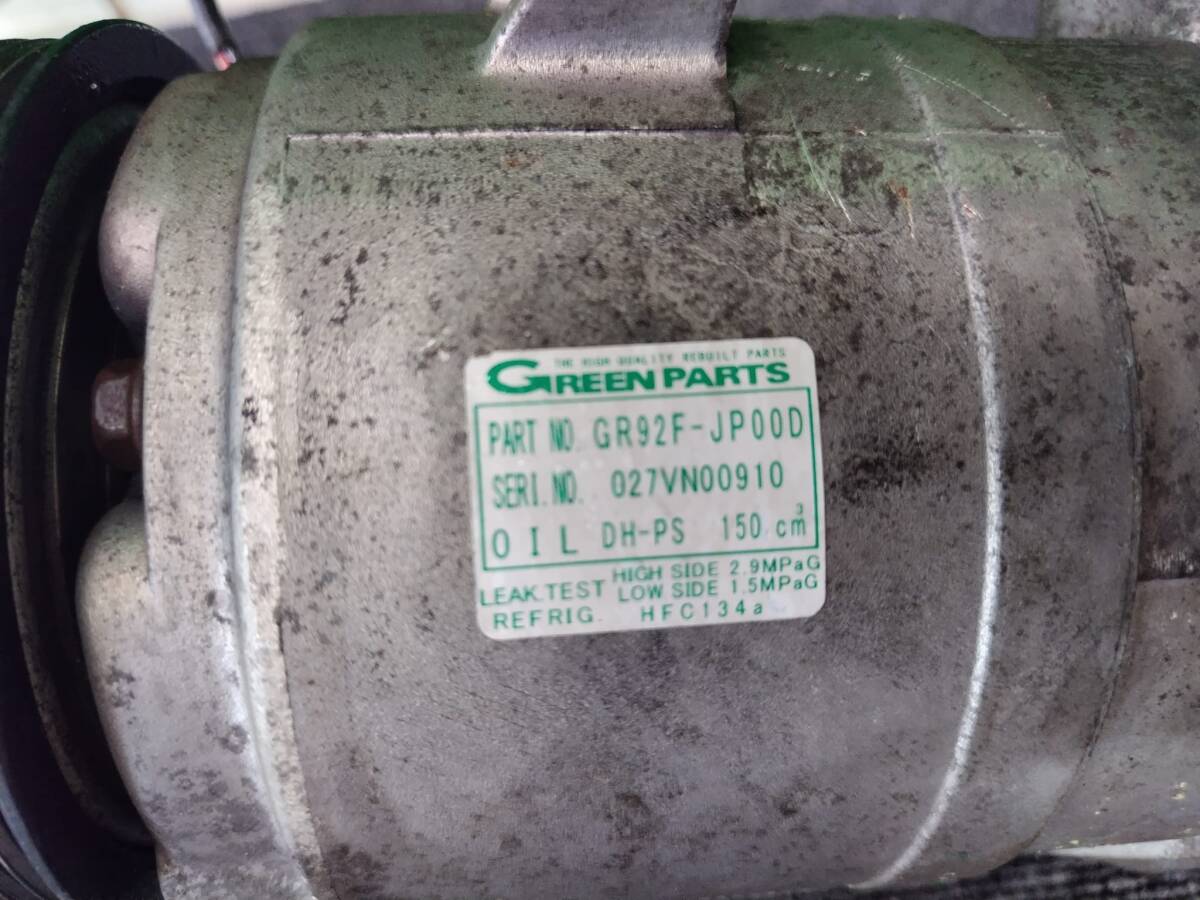 THE HIGH QUALITY REBUILT PARTS
GREEN PARTS
PART NO. GR92F-JP00D
SERI.NO. 027VN00910
OIL DH-PS 150 cm³
LEAK.TEST HIGH SIDE 2.9MPaG
LOW SIDE 1.5MPaG
REFRIG. HFC134a